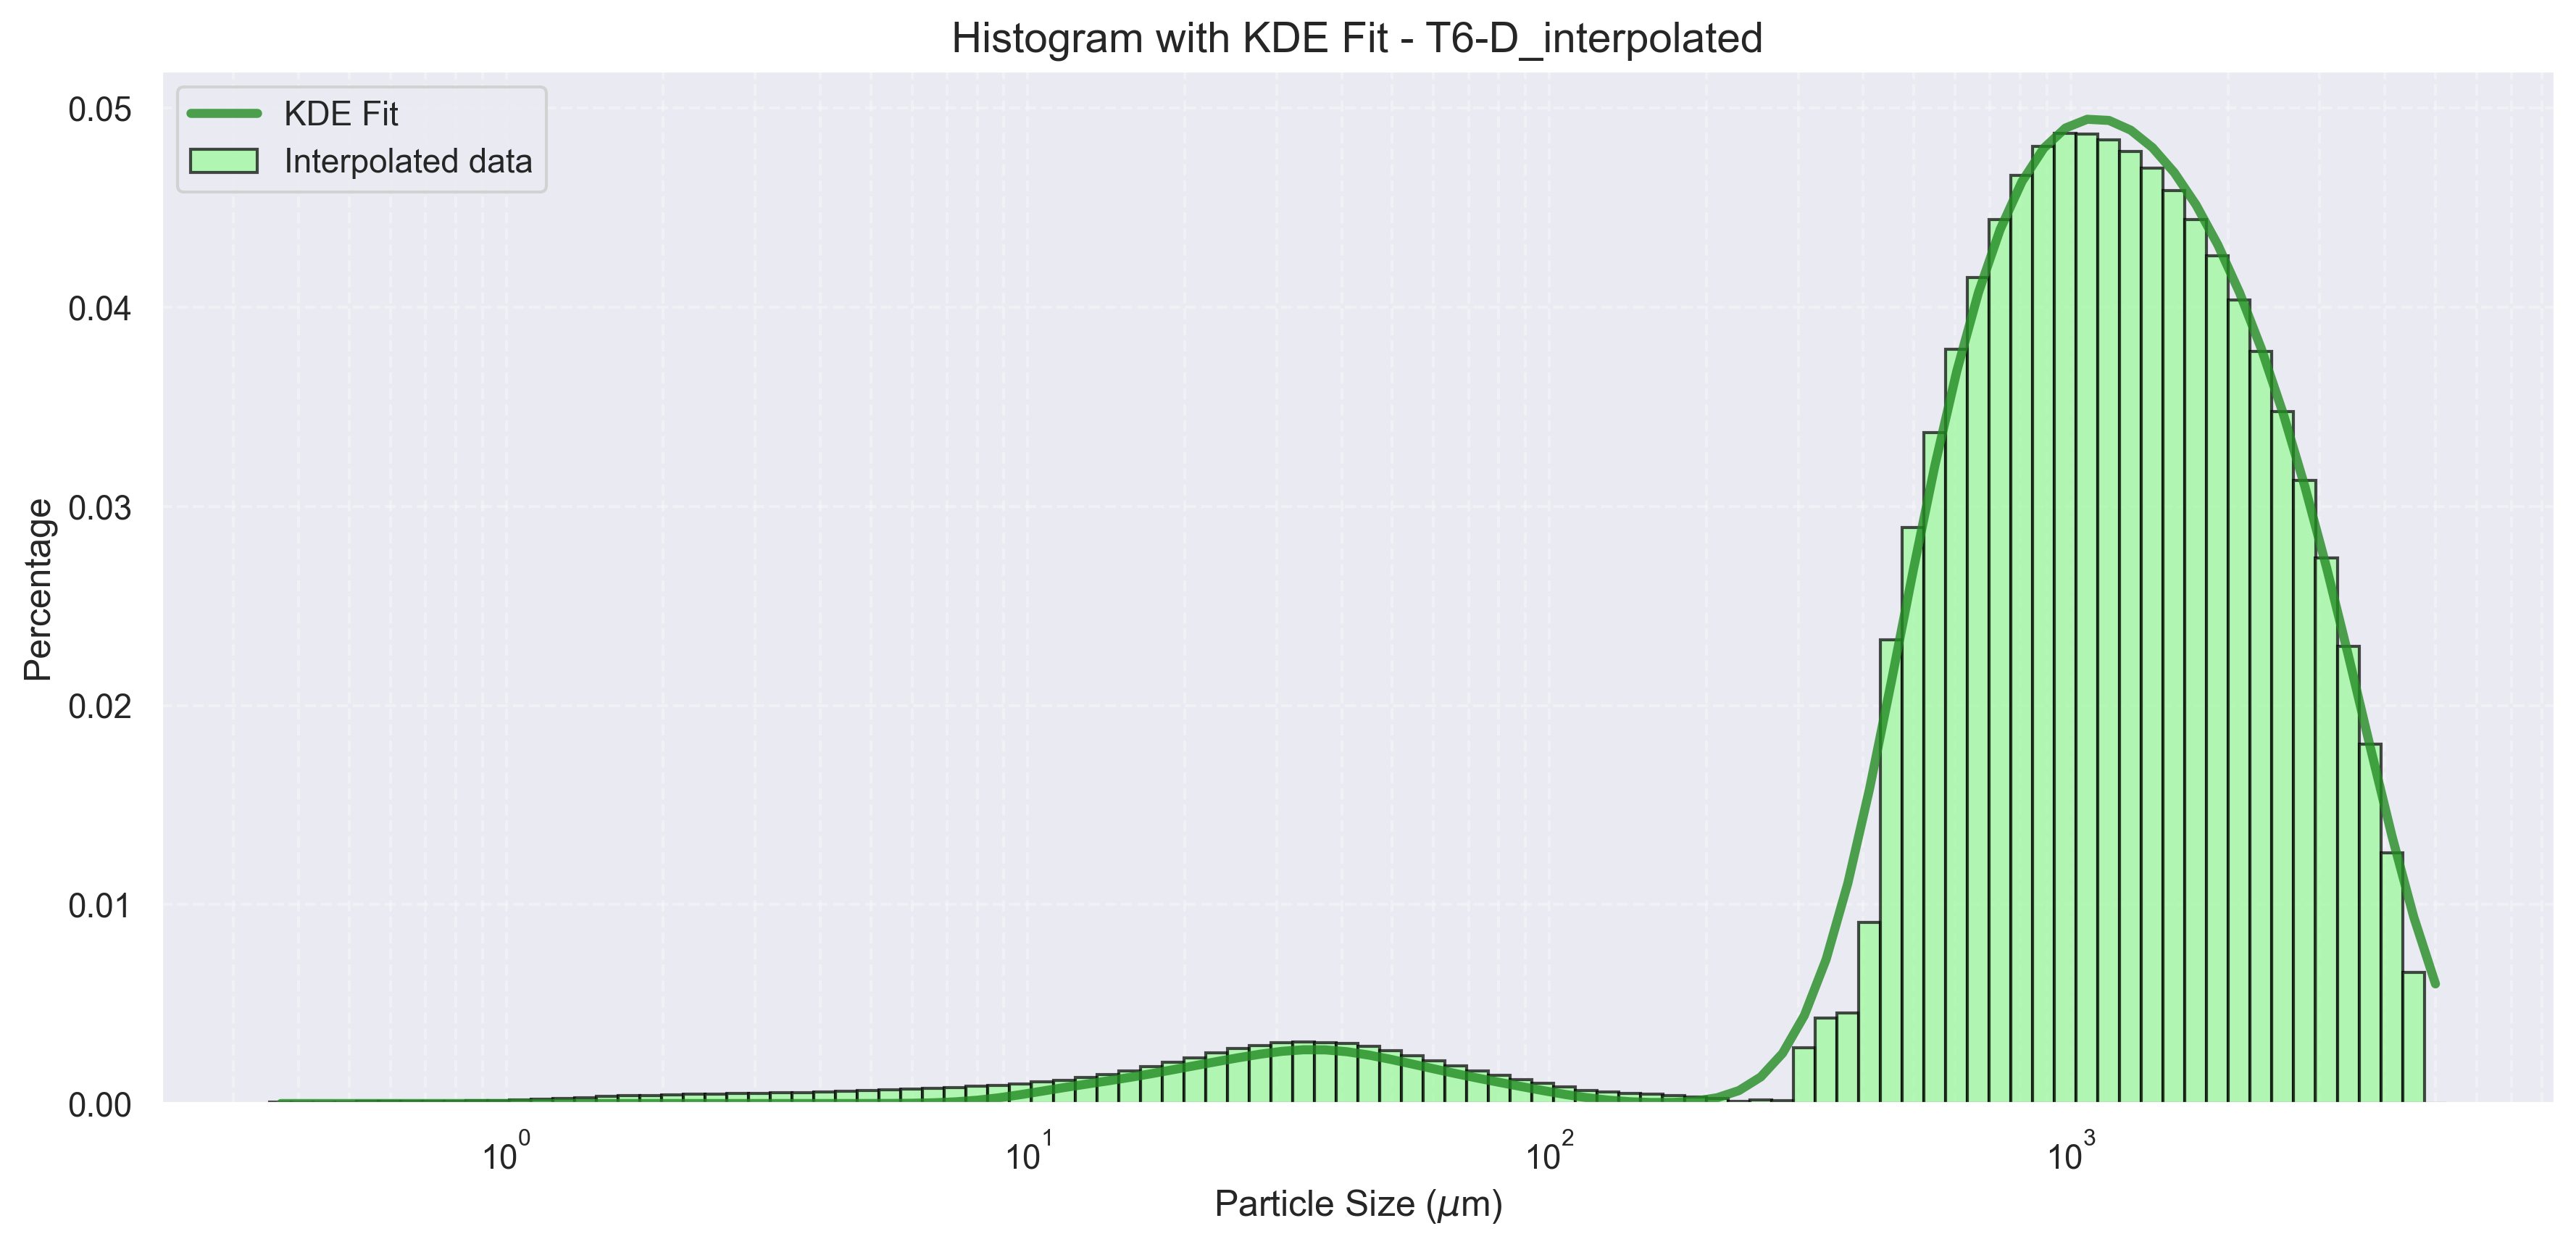 Histogram with KDE Fit - T6-D_interpolated
KDE Fit
Interpolated data
0.05
0.04
0.03
0.02
0.01
0.00
Percentage
10^0
10^1
10^2
10^3
Particle Size (μm)